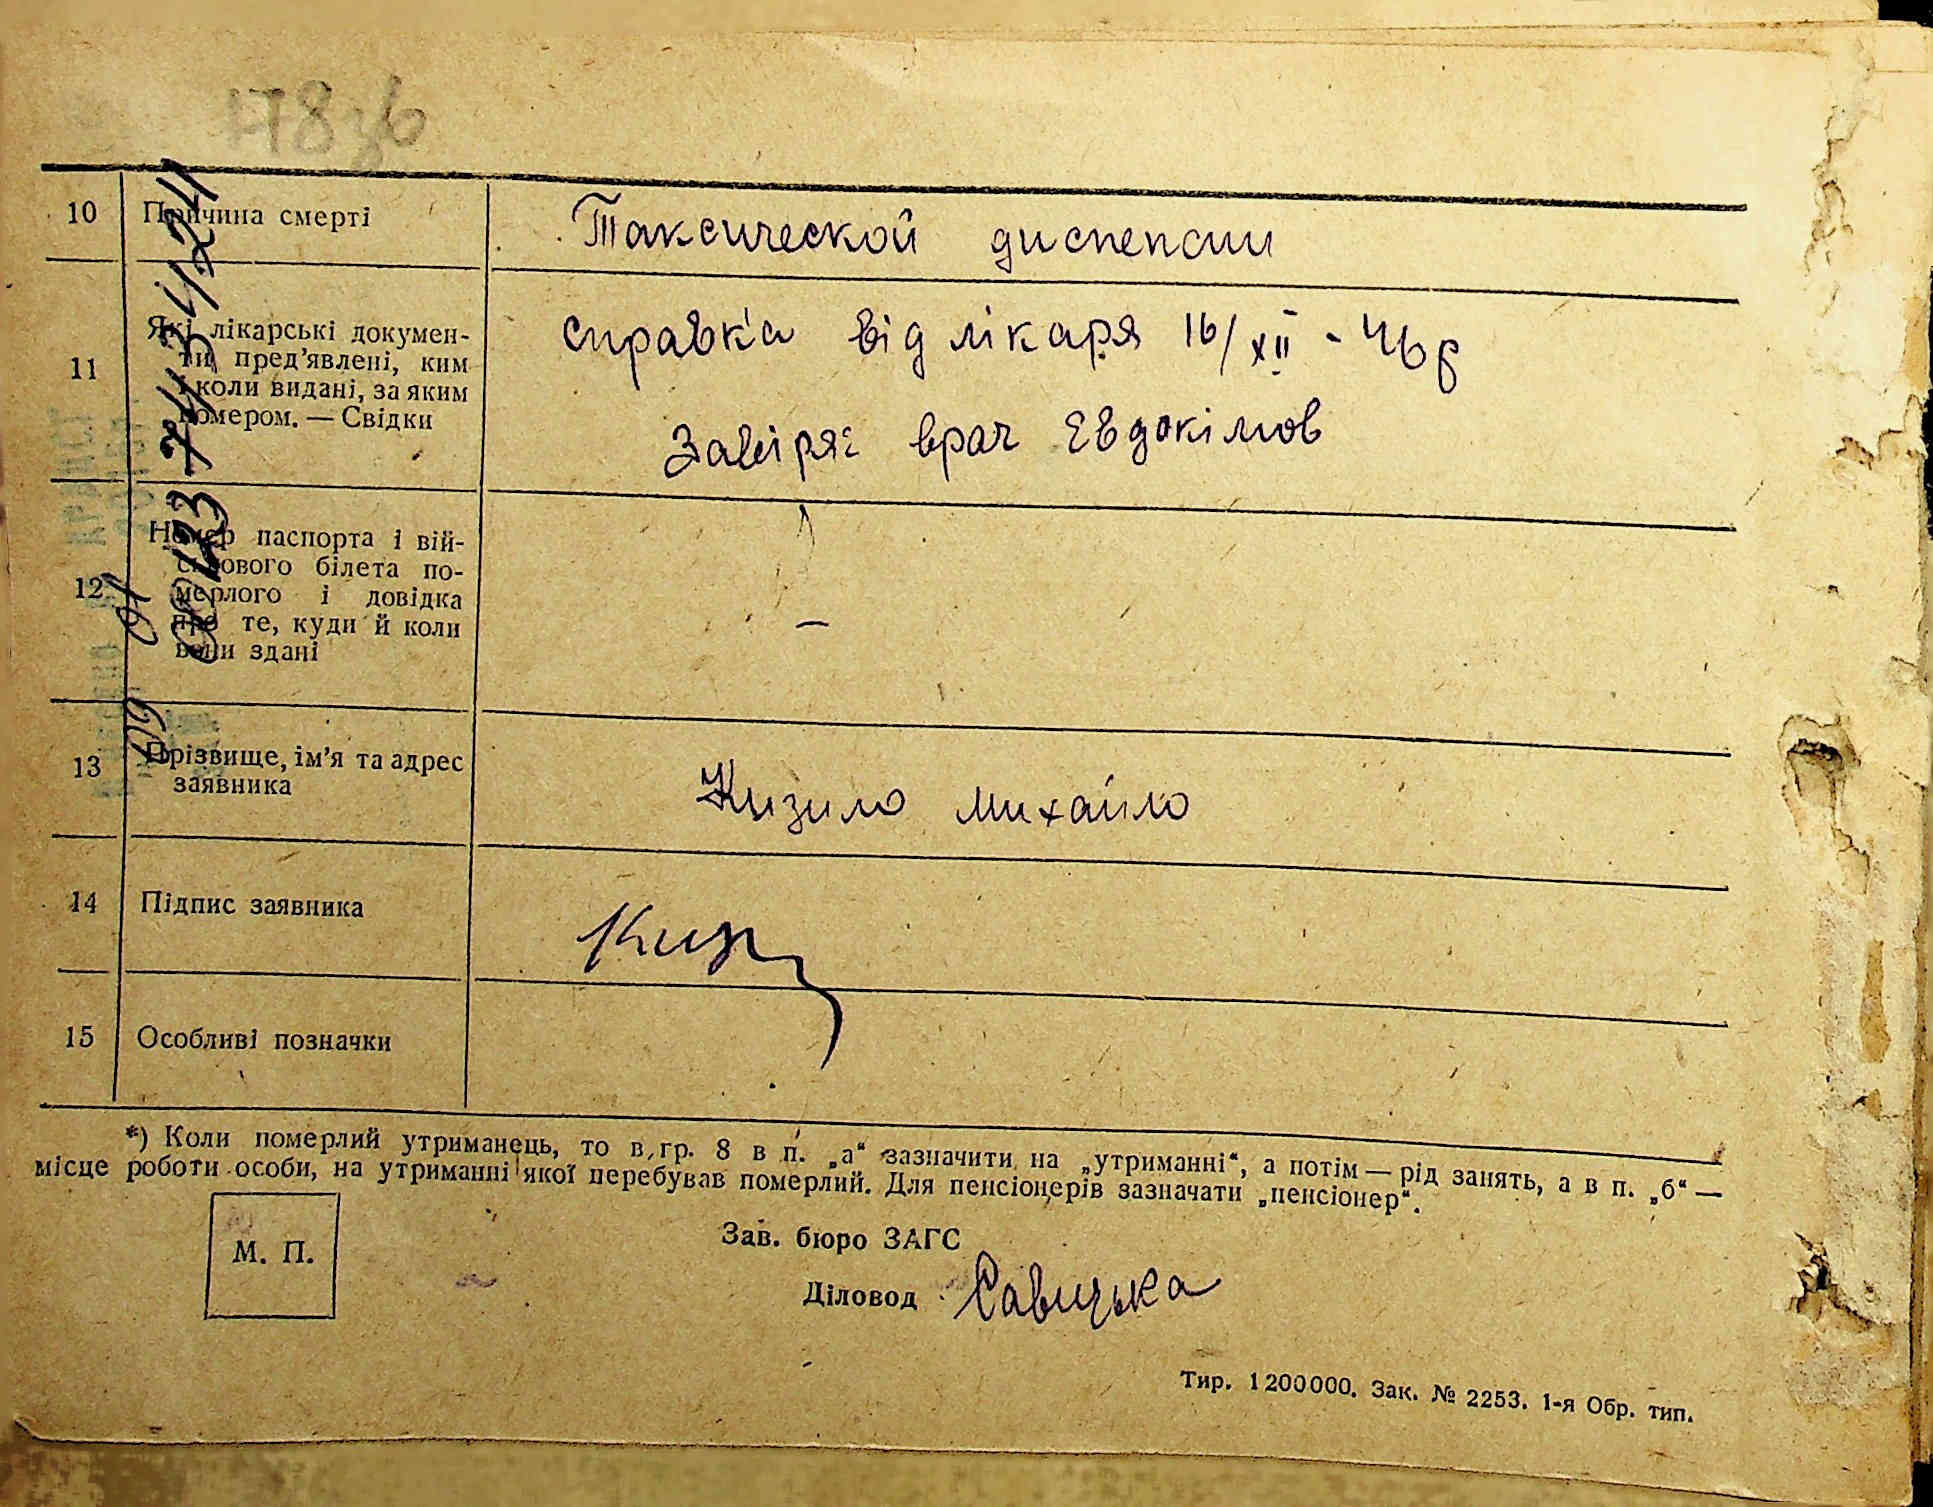 178зв
10 Причина смерті Таксической диспепсии
11 Які лікарські докумен-
ти пред’явлені, ким
і коли видані, за яким
номером. — Свідки
справка від лікаря 16/XII - 46р
Завіряє врач Евдокімов
12 Номер паспорта і вій-
ськового білета по-
мерлого і довідка
про те, куди й коли
вони здані
–
13 Прізвище, ім’я та адрес
заявника
Кизило михайло
14 Підпис заявника Киз
15 Особливі позначки
*) Коли померлий утриманець, то в гр. 8 в п. „а“ зазначити на „утриманні“, а потім — рід занять, а в п. „б“ —
місце роботи особи, на утриманні якої перебував померлий. Для пенсіонерів зазначати „пенсіонер“.
М. П.
Зав. бюро ЗАГС
Діловод Савицька
Тир. 1200000. Зак. № 2253. 1-я Обр. тип.